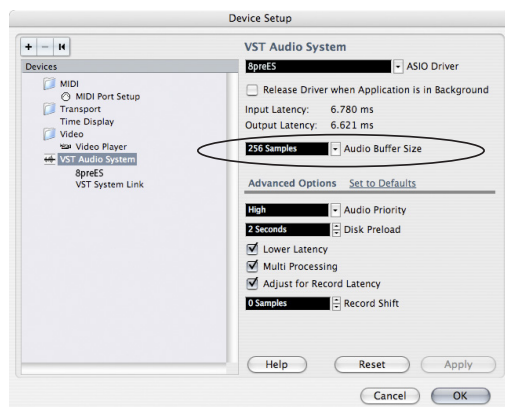 Device Setup
+ -
Devices
MIDI
MIDI Port Setup
Transport
Time Display
Video
Video Player
VST Audio System
8preES
VST System Link
VST Audio System
8preES ASIO Driver
Release Driver when Application is in Background
Input Latency: 6.780 ms
Output Latency: 6.621 ms
256 Samples Audio Buffer Size
Advanced Options Set to Defaults
High Audio Priority
2 Seconds Disk Preload
Lower Latency
Multi Processing
Adjust for Record Latency
0 Samples Record Shift
Help Reset Apply
Cancel OK